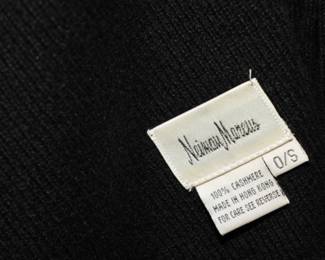 Neiman Marcus
O/S
100% CASHMERE
MADE IN HONG KONG
FOR CARE SEE REVERSE